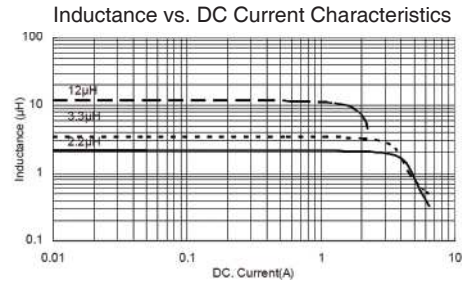 Inductance vs. DC Current Characteristics
100
10
1
0.1
Inductance (µH)
12µH
3.3µH
2.2µH
0.01 0.1 1 10
DC. Current(A)